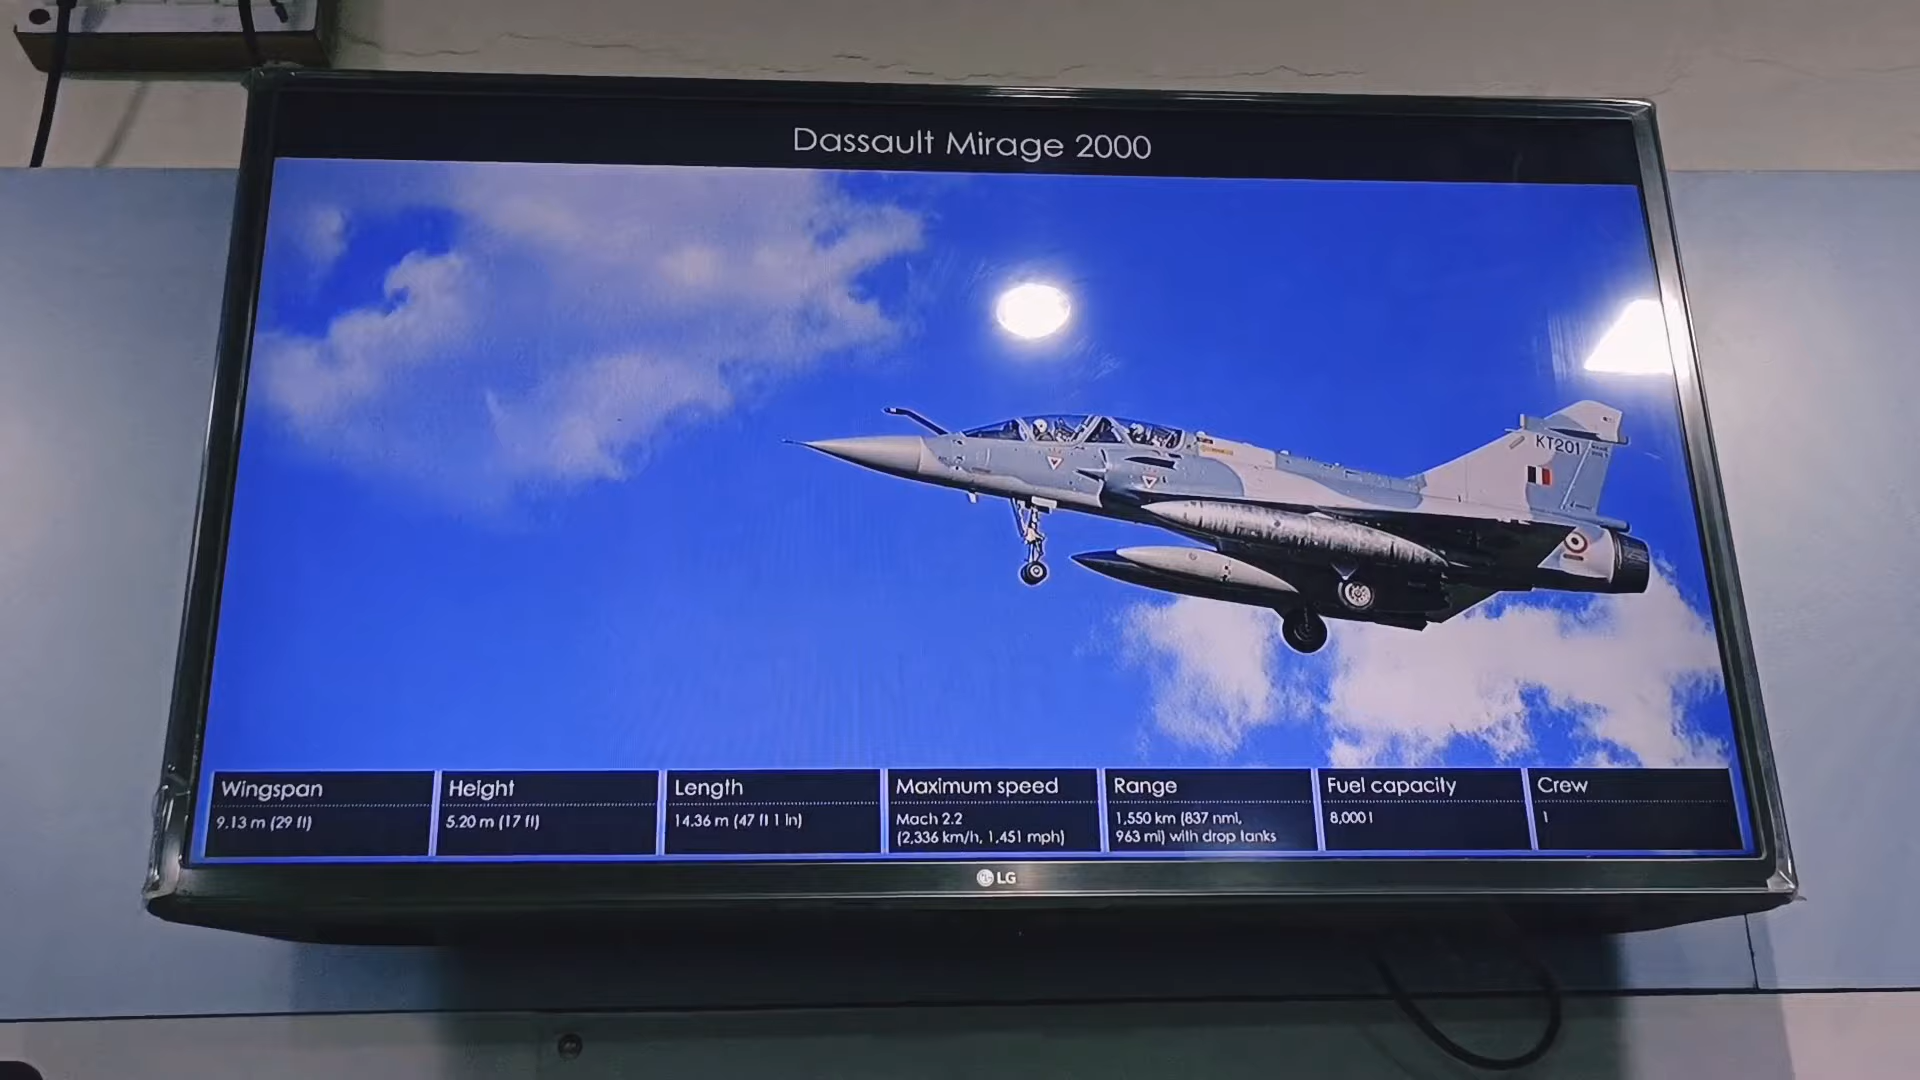 Dassault Mirage 2000
KT201
Wingspan
9.13 m (29 ft)
Height
5.20 m (17 ft)
Length
14.36 m (47 ft 1 in)
Maximum speed
Mach 2.2
(2,336 km/h, 1,451 mph)
Range
1,550 km (837 nmi,
963 mi) with drop tanks
Fuel capacity
8,000 l
Crew
1
LG